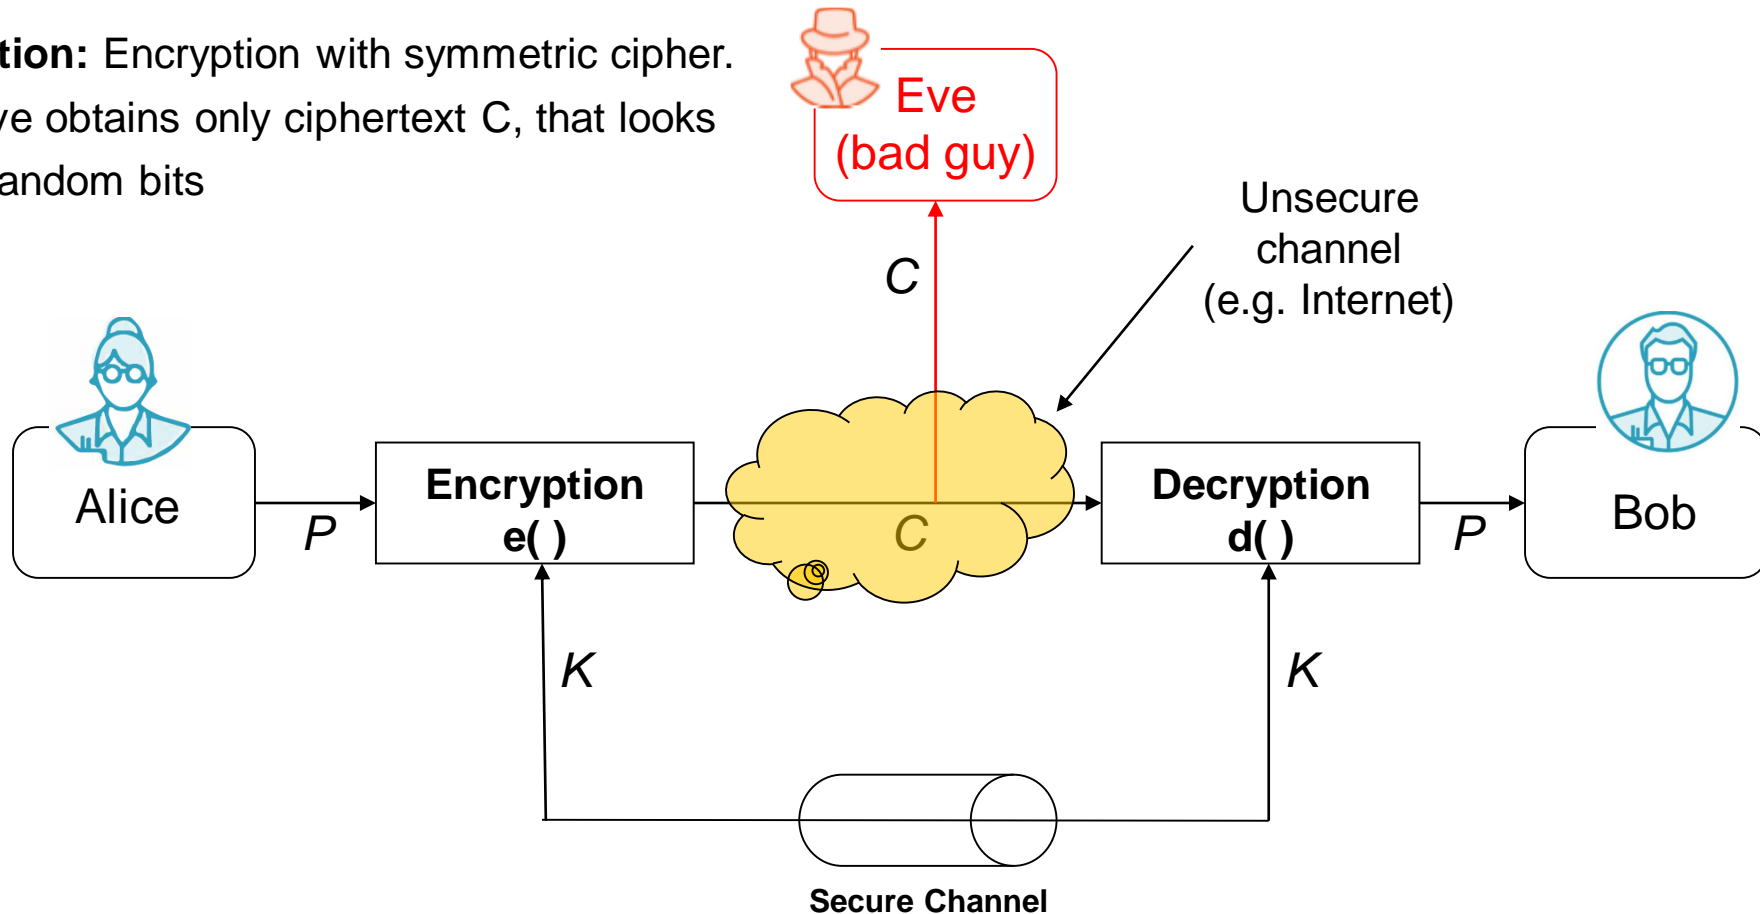 tion: Encryption with symmetric cipher.
ve obtains only ciphertext C, that looks
andom bits
Eve
(bad guy)
Unsecure
channel
(e.g. Internet)
C
Alice
P
Encryption
e( )
C
Decryption
d( )
P
Bob
K
K
Secure Channel